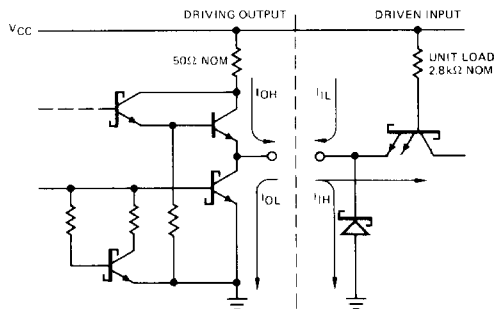 DRIVING OUTPUT
DRIVEN INPUT
VCC
50Ω NOM
IOH
IIL
UNIT LOAD
2.8kΩ NOM
IOL
IIH